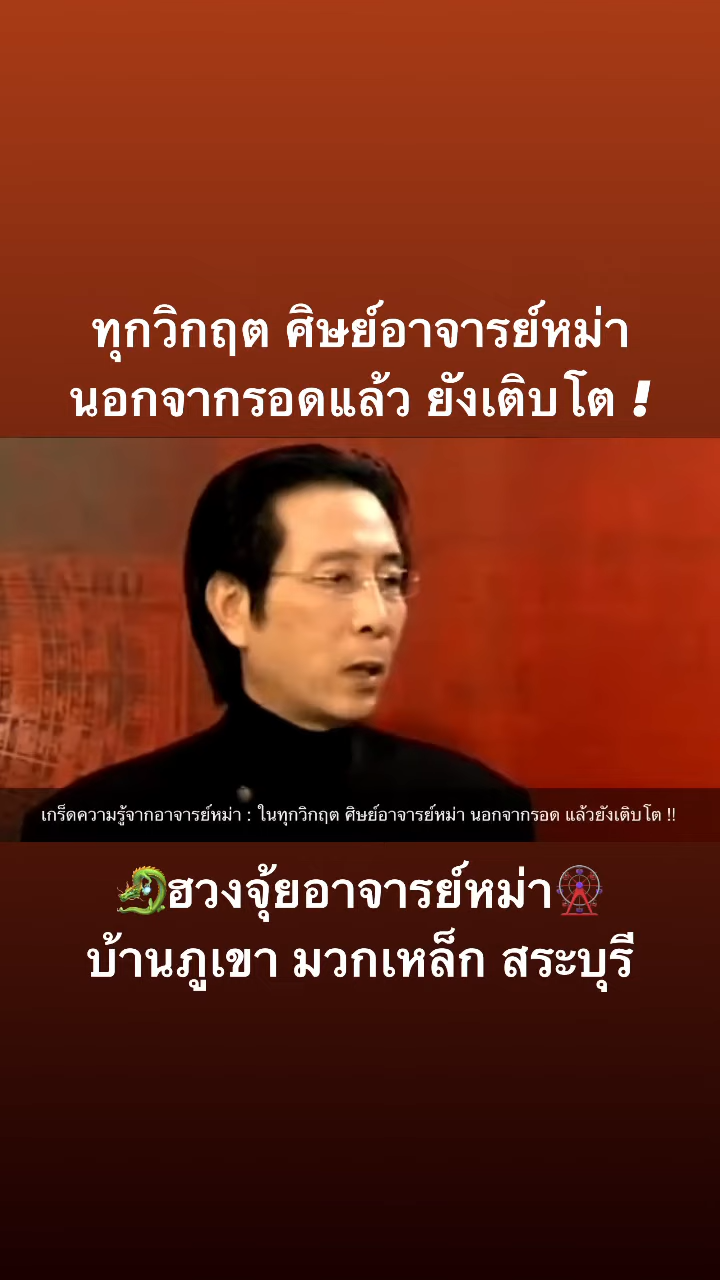 ทุกวิกฤต ศิษย์อาจารย์หม่า
นอกจากรอดแล้ว ยังเติบโต !
เกร็ดความรู้จากอาจารย์หม่า : ในทุกวิกฤต ศิษย์อาจารย์หม่า นอกจากรอด แล้วยังเติบโต !!
🐉ฮวงจุ้ยอาจารย์หม่า🎡
บ้านภูเขา มวกเหล็ก สระบุรี